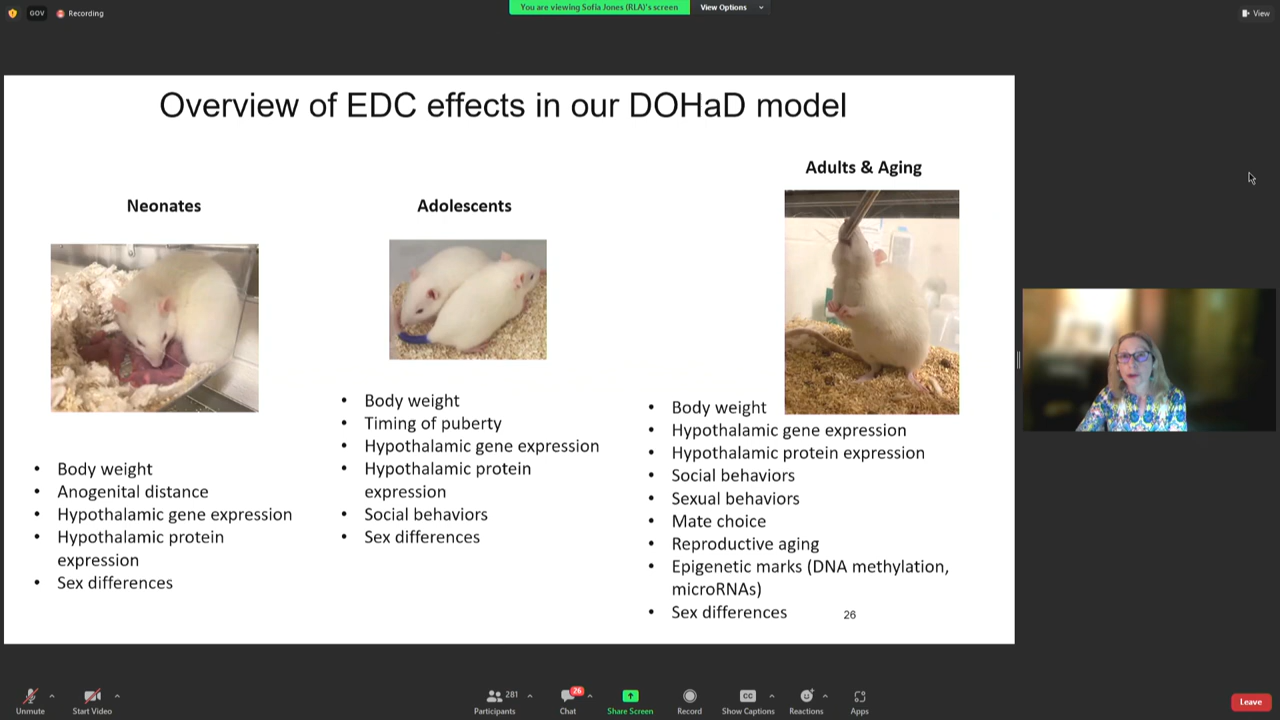 GOV
Recording
You are viewing Sofia Jones (RLA)'s screen
View Options
View
Overview of EDC effects in our DOHaD model
Neonates
• Body weight
• Anogenital distance
• Hypothalamic gene expression
• Hypothalamic protein
expression
• Sex differences
Adolescents
• Body weight
• Timing of puberty
• Hypothalamic gene expression
• Hypothalamic protein
expression
• Social behaviors
• Sex differences
Adults & Aging
• Body weight
• Hypothalamic gene expression
• Hypothalamic protein expression
• Social behaviors
• Sexual behaviors
• Mate choice
• Reproductive aging
• Epigenetic marks (DNA methylation,
microRNAs)
• Sex differences
26
Unmute
Start Video
281
Participants
26
Chat
Share Screen
Record
CC
Show Captions
Reactions
Apps
Leave